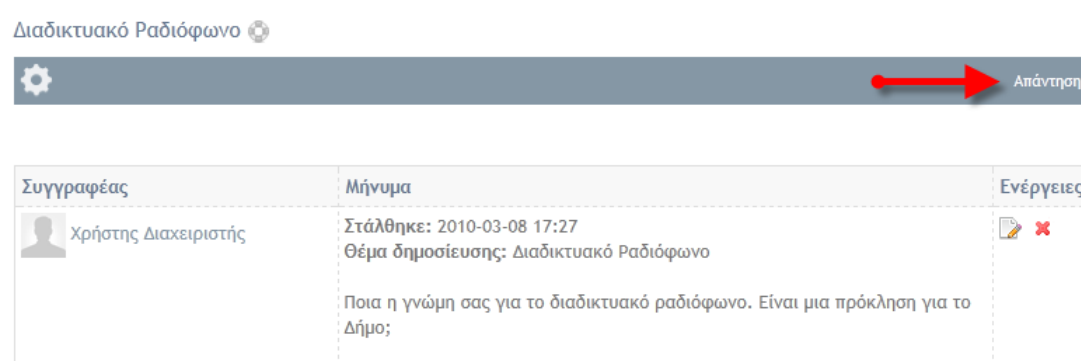 Διαδικτυακό Ραδιόφωνο
Απάντηση
Συγγραφέας Μήνυμα Ενέργειες
Χρήστης Διαχειριστής
Στάλθηκε: 2010-03-08 17:27
Θέμα δημοσίευσης: Διαδικτυακό Ραδιόφωνο
Ποια η γνώμη σας για το διαδικτυακό ραδιόφωνο. Είναι μια πρόκληση για το
Δήμο;